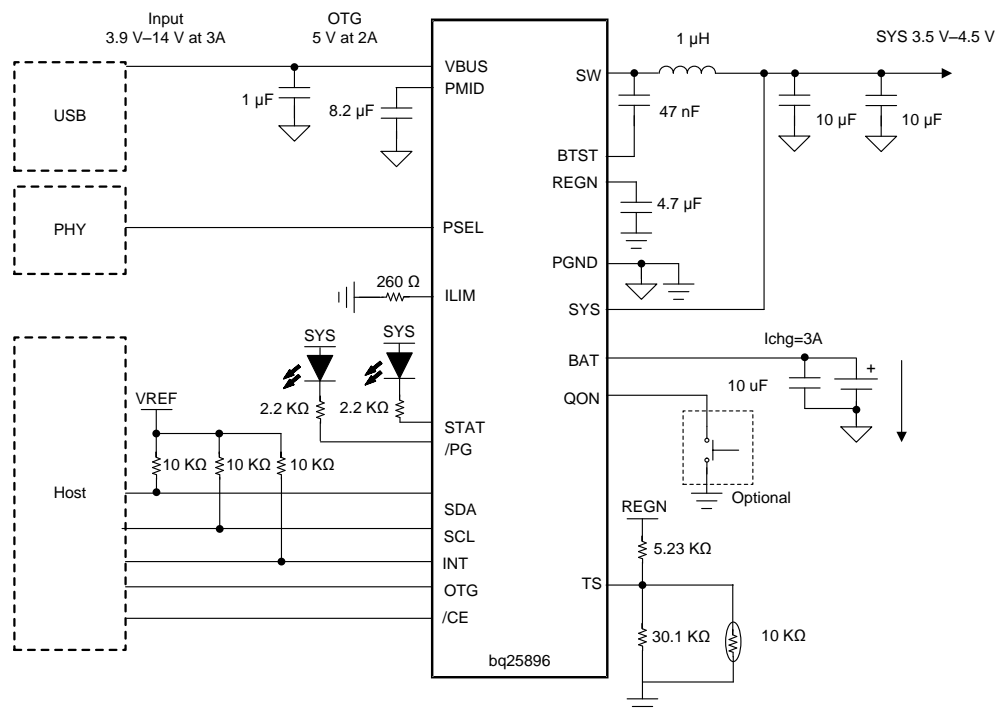 Input
3.9 V–14 V at 3A
OTG
5 V at 2A
1 µH
SYS 3.5 V–4.5 V
USB
VBUS
PMID
1 µF
8.2 µF
SW
47 nF
10 µF
10 µF
BTST
REGN
4.7 µF
PHY
PSEL
PGND
260 Ω
ILIM
SYS
SYS
SYS
Ichg=3A
BAT
+
10 uF
QON
VREF
2.2 KΩ
2.2 KΩ
STAT
/PG
10 KΩ
10 KΩ
10 KΩ
Host
Optional
SDA
REGN
SCL
5.23 KΩ
INT
TS
OTG
/CE
30.1 KΩ
10 KΩ
bq25896